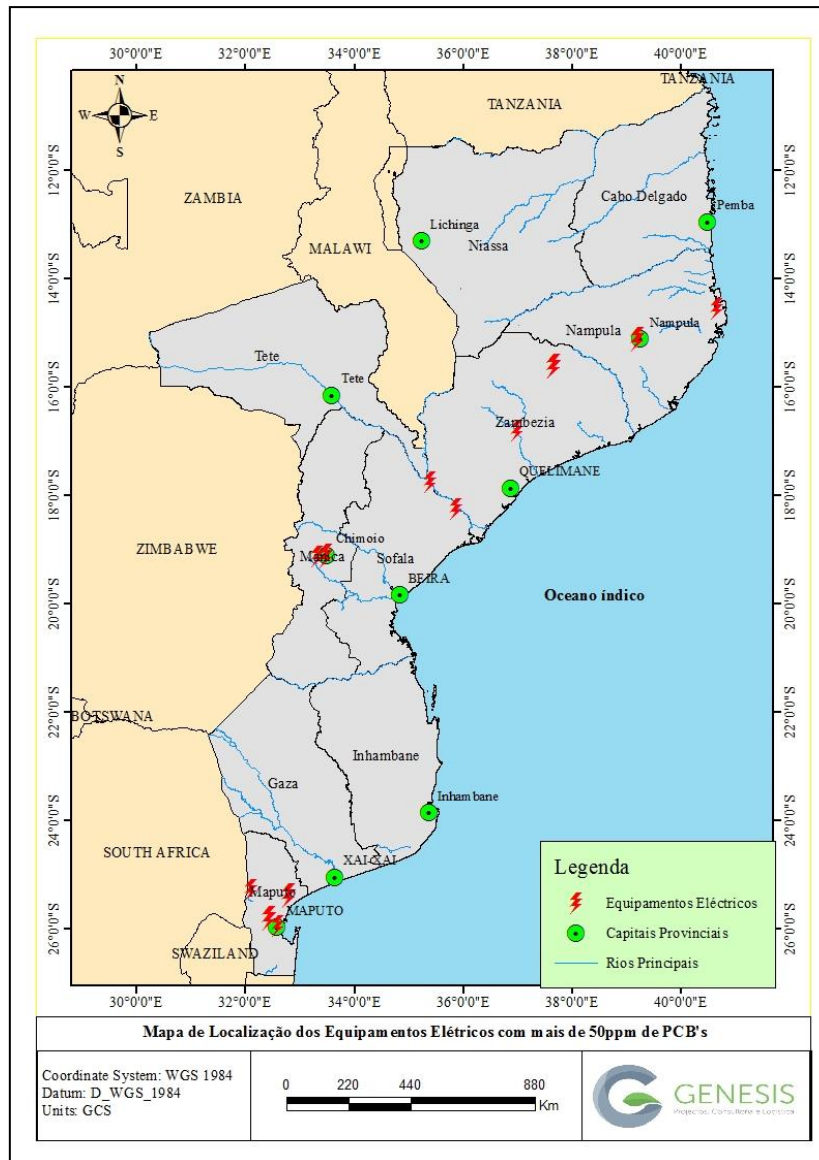 30°0'0"E 32°0'0"E 34°0'0"E 36°0'0"E 38°0'0"E 40°0'0"E
N
W E
S
TANZANIA
TANZANIA
12°0'0"S
12°0'0"S
ZAMBIA
Cabo Delgado
Pemba
Lichinga
MALAWI
Niassa
14°0'0"S
14°0'0"S
Nampula
Nampula
Tete
Tete
16°0'0"S
16°0'0"S
Zambezia
QUELIMANE
18°0'0"S
18°0'0"S
ZIMBABWE
Chimoio
Manica
Sofala
BEIRA
Oceano índico
20°0'0"S
20°0'0"S
BOTSWANA
22°0'0"S
22°0'0"S
Inhambane
Gaza
Inhambane
24°0'0"S
24°0'0"S
SOUTH AFRICA
XAI-XAI
Maputo
MAPUTO
26°0'0"S
26°0'0"S
SWAZILAND
Legenda
Equipamentos Eléctricos
Capitais Provinciais
Rios Principais
30°0'0"E 32°0'0"E 34°0'0"E 36°0'0"E 38°0'0"E 40°0'0"E
Mapa de Localização dos Equipamentos Elétricos com mais de 50ppm de PCB's
Coordinate System: WGS 1984
Datum: D_WGS_1984
Units: GCS
0 220 440 880
Km
GENESIS
Projectos, Consultoria e Logística